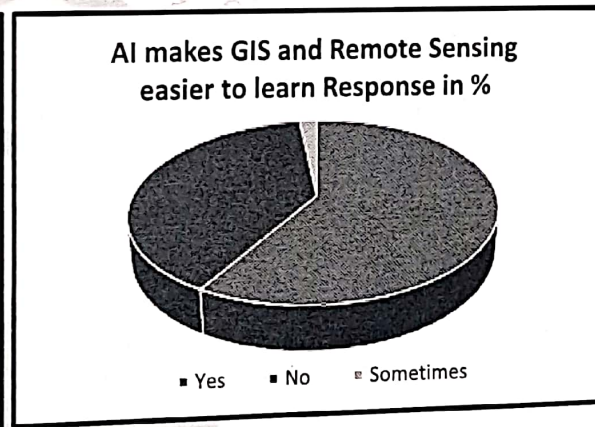 AI makes GIS and Remote Sensing
easier to learn Response in %
Yes No Sometimes